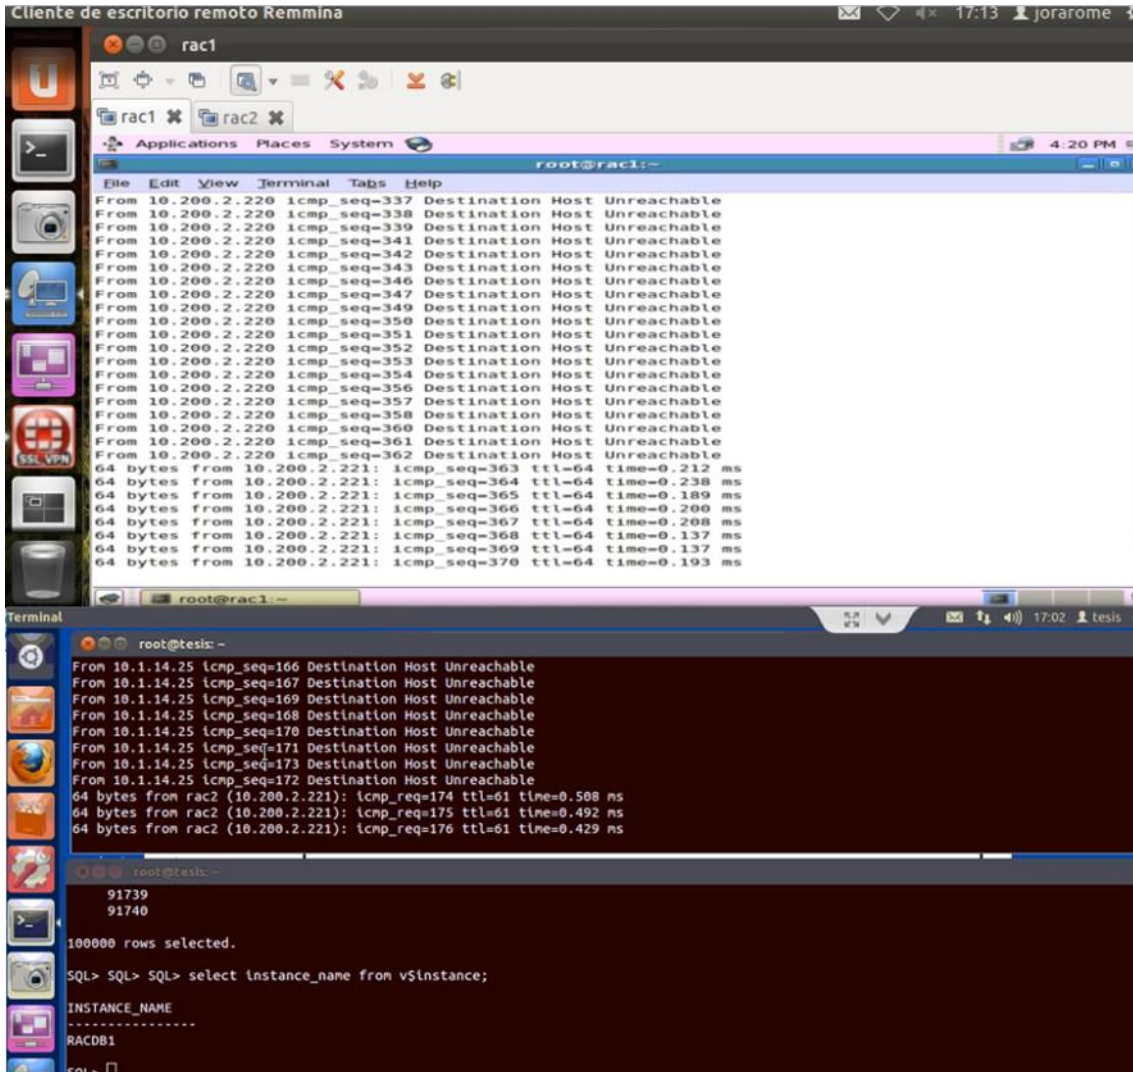 Cliente de escritorio remoto Remmina 17:13 jorarome
rac1
rac1 rac2
Applications Places System 4:20 PM
root@rac1:~
File Edit View Terminal Tabs Help
From 10.200.2.220 icmp_seq=337 Destination Host Unreachable
From 10.200.2.220 icmp_seq=338 Destination Host Unreachable
From 10.200.2.220 icmp_seq=339 Destination Host Unreachable
From 10.200.2.220 icmp_seq=341 Destination Host Unreachable
From 10.200.2.220 icmp_seq=342 Destination Host Unreachable
From 10.200.2.220 icmp_seq=343 Destination Host Unreachable
From 10.200.2.220 icmp_seq=346 Destination Host Unreachable
From 10.200.2.220 icmp_seq=347 Destination Host Unreachable
From 10.200.2.220 icmp_seq=349 Destination Host Unreachable
From 10.200.2.220 icmp_seq=350 Destination Host Unreachable
From 10.200.2.220 icmp_seq=351 Destination Host Unreachable
From 10.200.2.220 icmp_seq=352 Destination Host Unreachable
From 10.200.2.220 icmp_seq=353 Destination Host Unreachable
From 10.200.2.220 icmp_seq=354 Destination Host Unreachable
From 10.200.2.220 icmp_seq=356 Destination Host Unreachable
From 10.200.2.220 icmp_seq=357 Destination Host Unreachable
From 10.200.2.220 icmp_seq=358 Destination Host Unreachable
From 10.200.2.220 icmp_seq=360 Destination Host Unreachable
From 10.200.2.220 icmp_seq=361 Destination Host Unreachable
From 10.200.2.220 icmp_seq=362 Destination Host Unreachable
64 bytes from 10.200.2.221: icmp_seq=363 ttl=64 time=0.212 ms
64 bytes from 10.200.2.221: icmp_seq=364 ttl=64 time=0.238 ms
64 bytes from 10.200.2.221: icmp_seq=365 ttl=64 time=0.189 ms
64 bytes from 10.200.2.221: icmp_seq=366 ttl=64 time=0.200 ms
64 bytes from 10.200.2.221: icmp_seq=367 ttl=64 time=0.208 ms
64 bytes from 10.200.2.221: icmp_seq=368 ttl=64 time=0.137 ms
64 bytes from 10.200.2.221: icmp_seq=369 ttl=64 time=0.137 ms
64 bytes from 10.200.2.221: icmp_seq=370 ttl=64 time=0.193 ms
SSL VPN
root@rac1:~
Terminal 17:02 tesis
root@tesis: ~
From 10.1.14.25 icmp_seq=166 Destination Host Unreachable
From 10.1.14.25 icmp_seq=167 Destination Host Unreachable
From 10.1.14.25 icmp_seq=169 Destination Host Unreachable
From 10.1.14.25 icmp_seq=168 Destination Host Unreachable
From 10.1.14.25 icmp_seq=170 Destination Host Unreachable
From 10.1.14.25 icmp_seq=171 Destination Host Unreachable
From 10.1.14.25 icmp_seq=173 Destination Host Unreachable
From 10.1.14.25 icmp_seq=172 Destination Host Unreachable
64 bytes from rac2 (10.200.2.221): icmp_req=174 ttl=61 time=0.508 ms
64 bytes from rac2 (10.200.2.221): icmp_req=175 ttl=61 time=0.492 ms
64 bytes from rac2 (10.200.2.221): icmp_req=176 ttl=61 time=0.429 ms
root@tesis: ~
91739
91740
100000 rows selected.
SQL> SQL> SQL> select instance_name from v$instance;
INSTANCE_NAME
----------------
RACDB1
SQL>